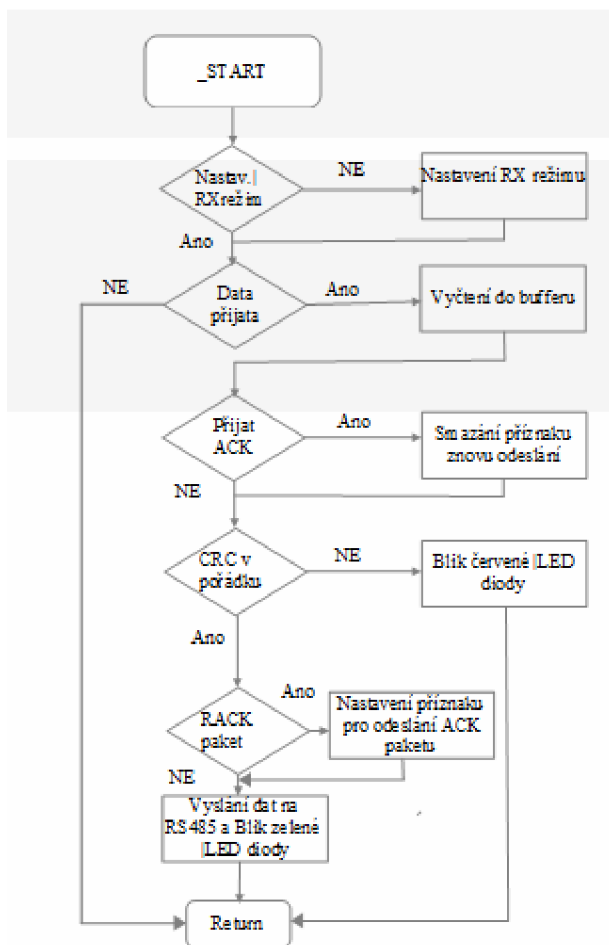 _START
Nastav.|
RXrežim
NE
Nastavení RX režimu
Ano
NE
Data
přijata
Ano
Vyčtení do bufferu
Přijat
ACK
Ano
Smazání příznaku
znovu odeslání
NE
CRC v
pořádku
NE
Blik červené |LED
diody
Ano
RACK
paket
Ano
Nastavení příznaku
pro odeslání ACK
paketu
NE
Vyslání dat na
RS485 a Blik zelené
|LED diody
Return